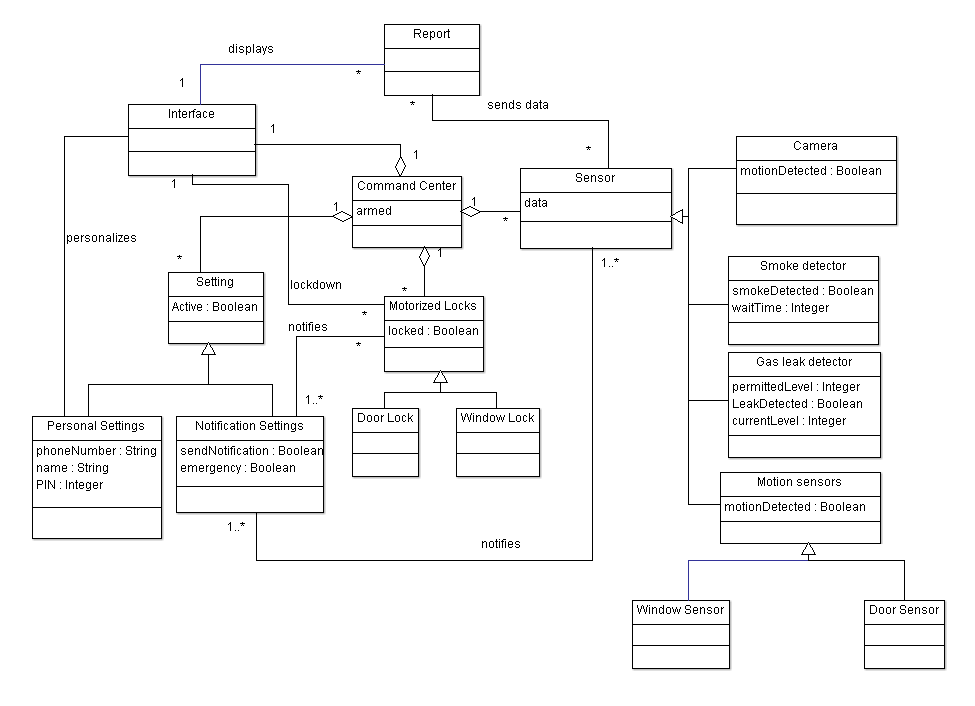 Report
displays
*
1
*
sends data
Interface
1
1
*
Camera
motionDetected : Boolean
1
Command Center
armed
1
1
*
Sensor
data
personalizes
*
1
1..*
Setting
Active : Boolean
lockdown
*
*
Motorized Locks
locked : Boolean
notifies
*
Smoke detector
smokeDetected : Boolean
waitTime : Integer
Gas leak detector
permittedLevel : Integer
LeakDetected : Boolean
currentLevel : Integer
1..*
Personal Settings
phoneNumber : String
name : String
PIN : Integer
Notification Settings
sendNotification : Boolean
emergency : Boolean
Door Lock
Window Lock
Motion sensors
motionDetected : Boolean
1..*
notifies
Window Sensor
Door Sensor